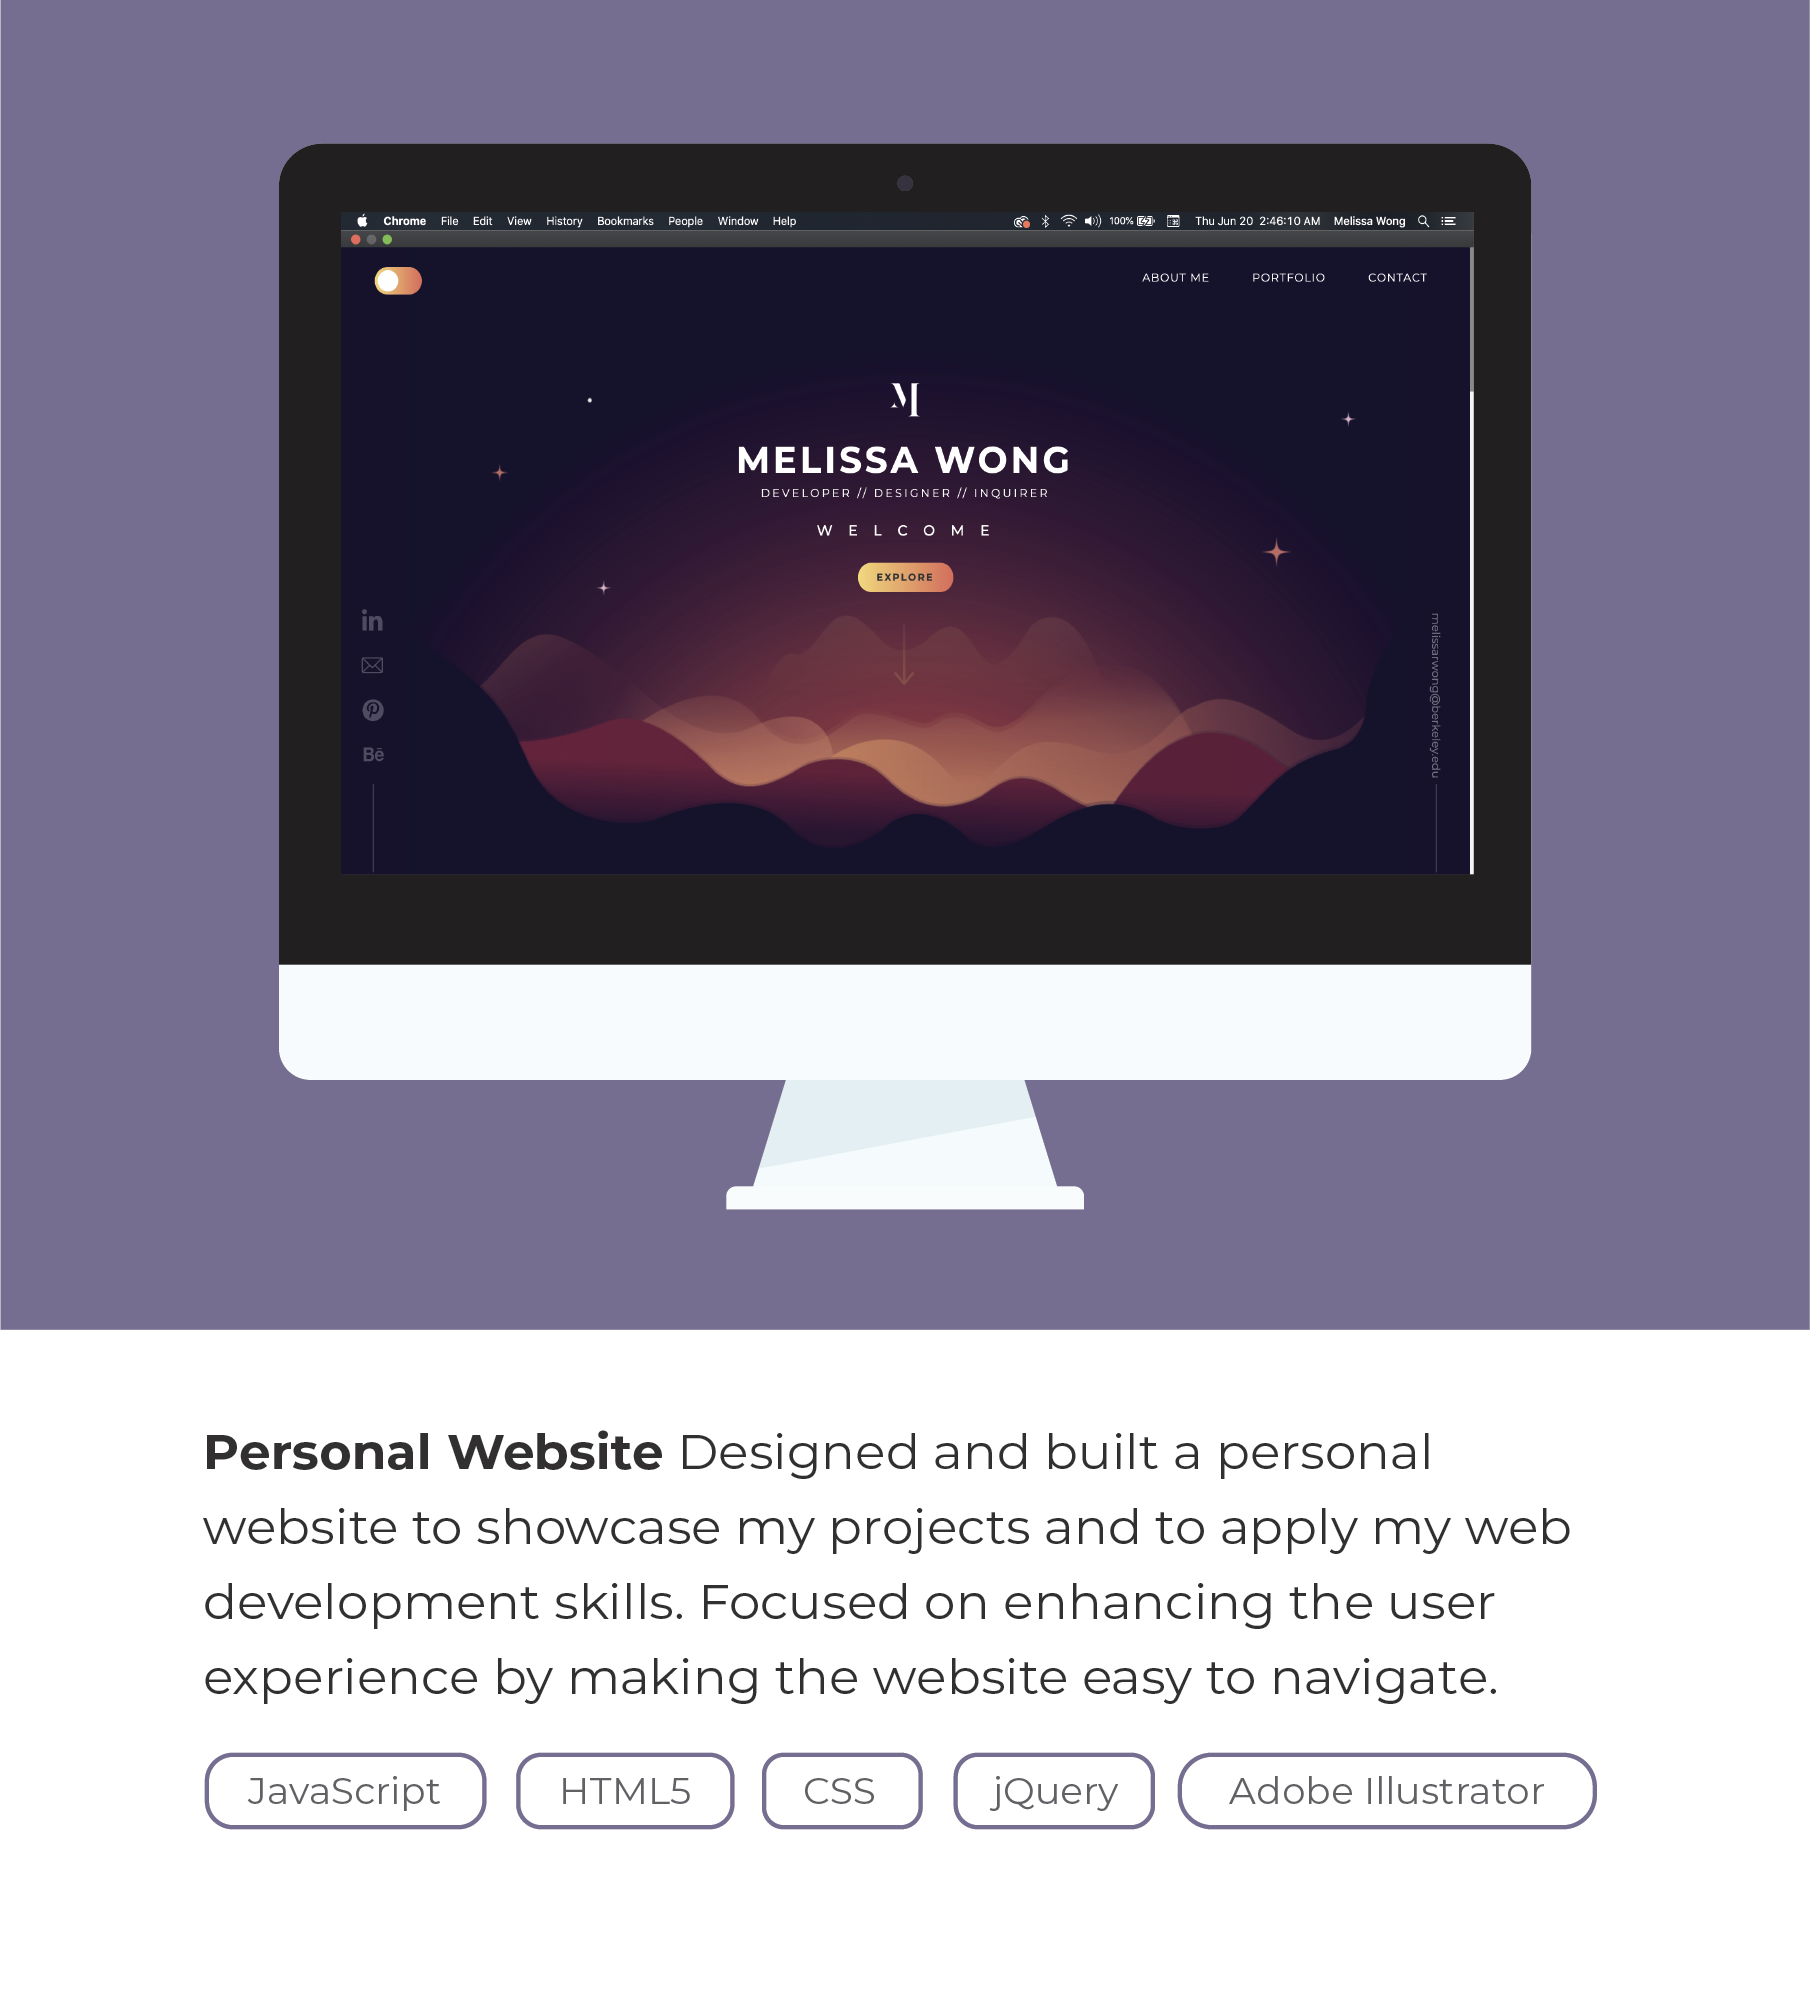 Chrome File Edit View History Bookmarks People Window Help 100% Thu Jun 20 2:46:10 AM Melissa Wong
ABOUT ME PORTFOLIO CONTACT
M
MELISSA WONG
DEVELOPER // DESIGNER // INQUIRER
WELCOME
EXPLORE
in
Bē
melissarwong@berkeley.edu
Personal Website Designed and built a personal
website to showcase my projects and to apply my web
development skills. Focused on enhancing the user
experience by making the website easy to navigate.
JavaScript HTML5 CSS jQuery Adobe Illustrator